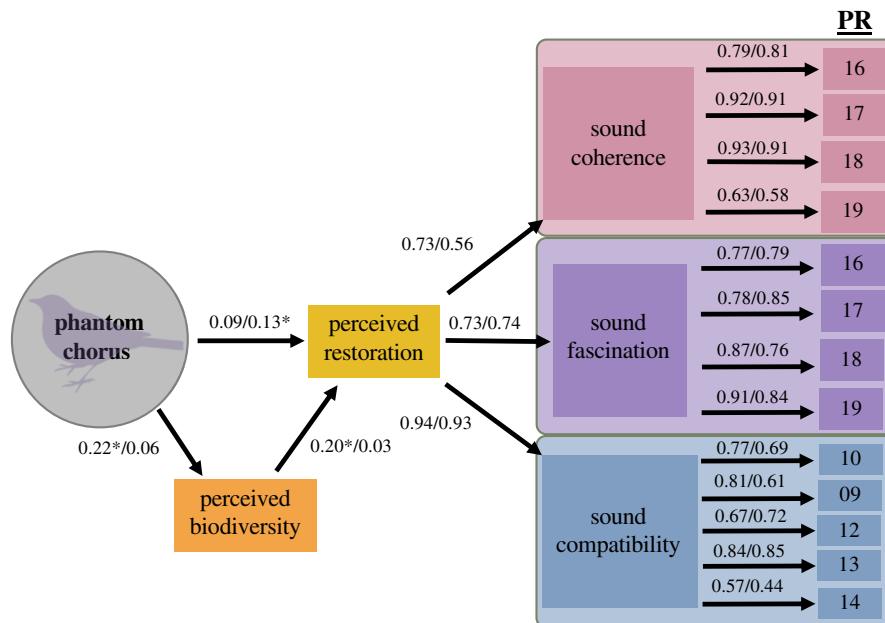 PR
0.79/0.81
16
0.92/0.91
17
sound
coherence
0.93/0.91
18
0.63/0.58
19
0.73/0.56
0.77/0.79
16
0.78/0.85
17
phantom
chorus
0.09/0.13*
perceived
restoration
0.73/0.74
sound
fascination
0.87/0.76
18
0.91/0.84
19
0.22*/0.06
0.20*/0.03
0.94/0.93
perceived
biodiversity
0.77/0.69
10
0.81/0.61
09
sound
compatibility
0.67/0.72
12
0.84/0.85
13
0.57/0.44
14